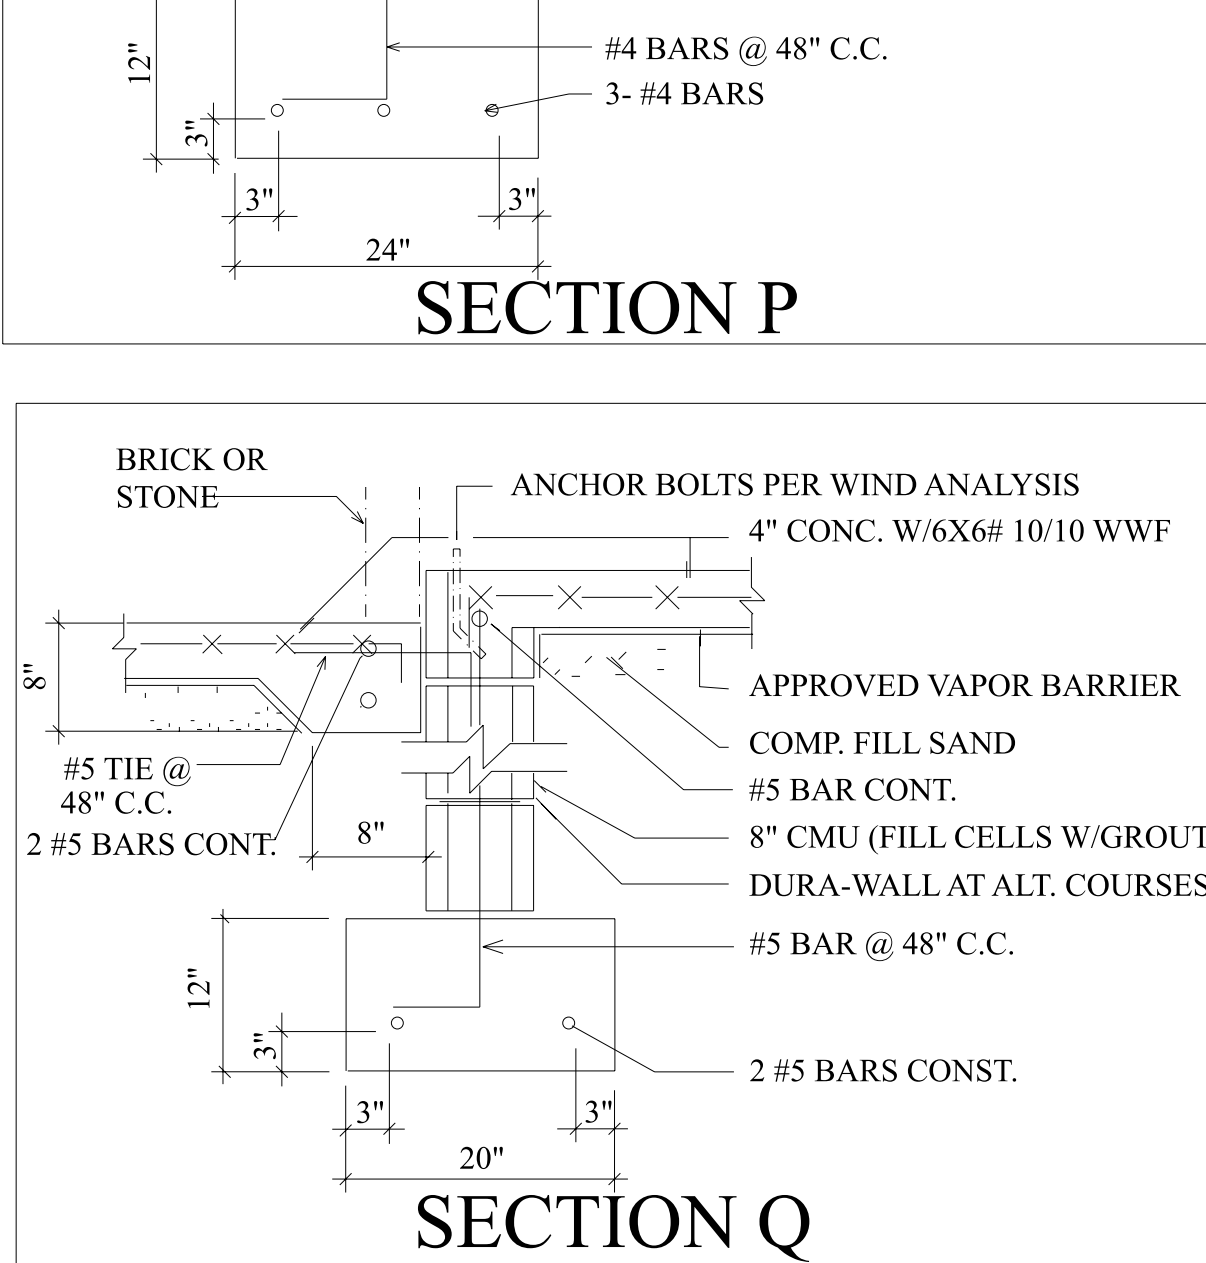 #4 BARS @ 48" C.C.
12"
3- #4 BARS
3"
3"
3"
24"
SECTION P
BRICK OR
STONE
ANCHOR BOLTS PER WIND ANALYSIS
4" CONC. W/6X6# 10/10 WWF
8"
APPROVED VAPOR BARRIER
COMP. FILL SAND
#5 TIE @
48" C.C.
#5 BAR CONT.
2 #5 BARS CONT.
8"
8" CMU (FILL CELLS W/GROUT
DURA-WALL AT ALT. COURSES
#5 BAR @ 48" C.C.
12"
3"
2 #5 BARS CONST.
3"
3"
20"
SECTION Q